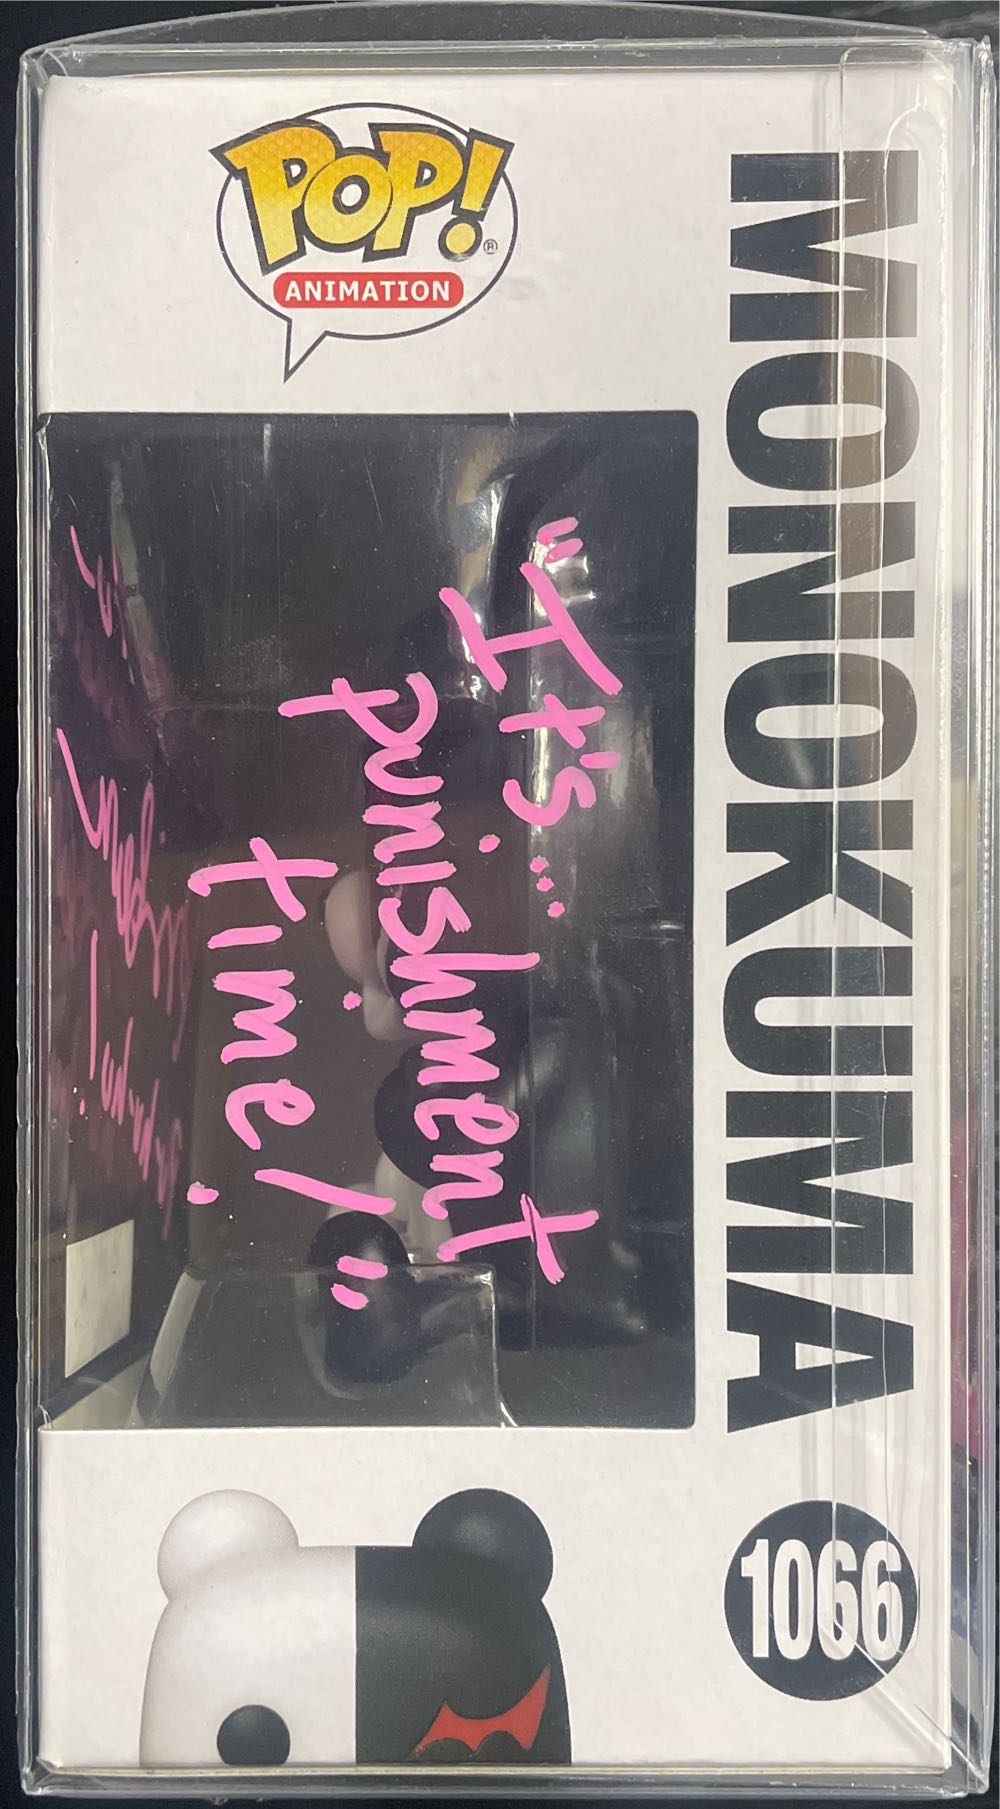 POP!®
ANIMATION
MONOKUMA
1066
"It's...
punishment
time!"